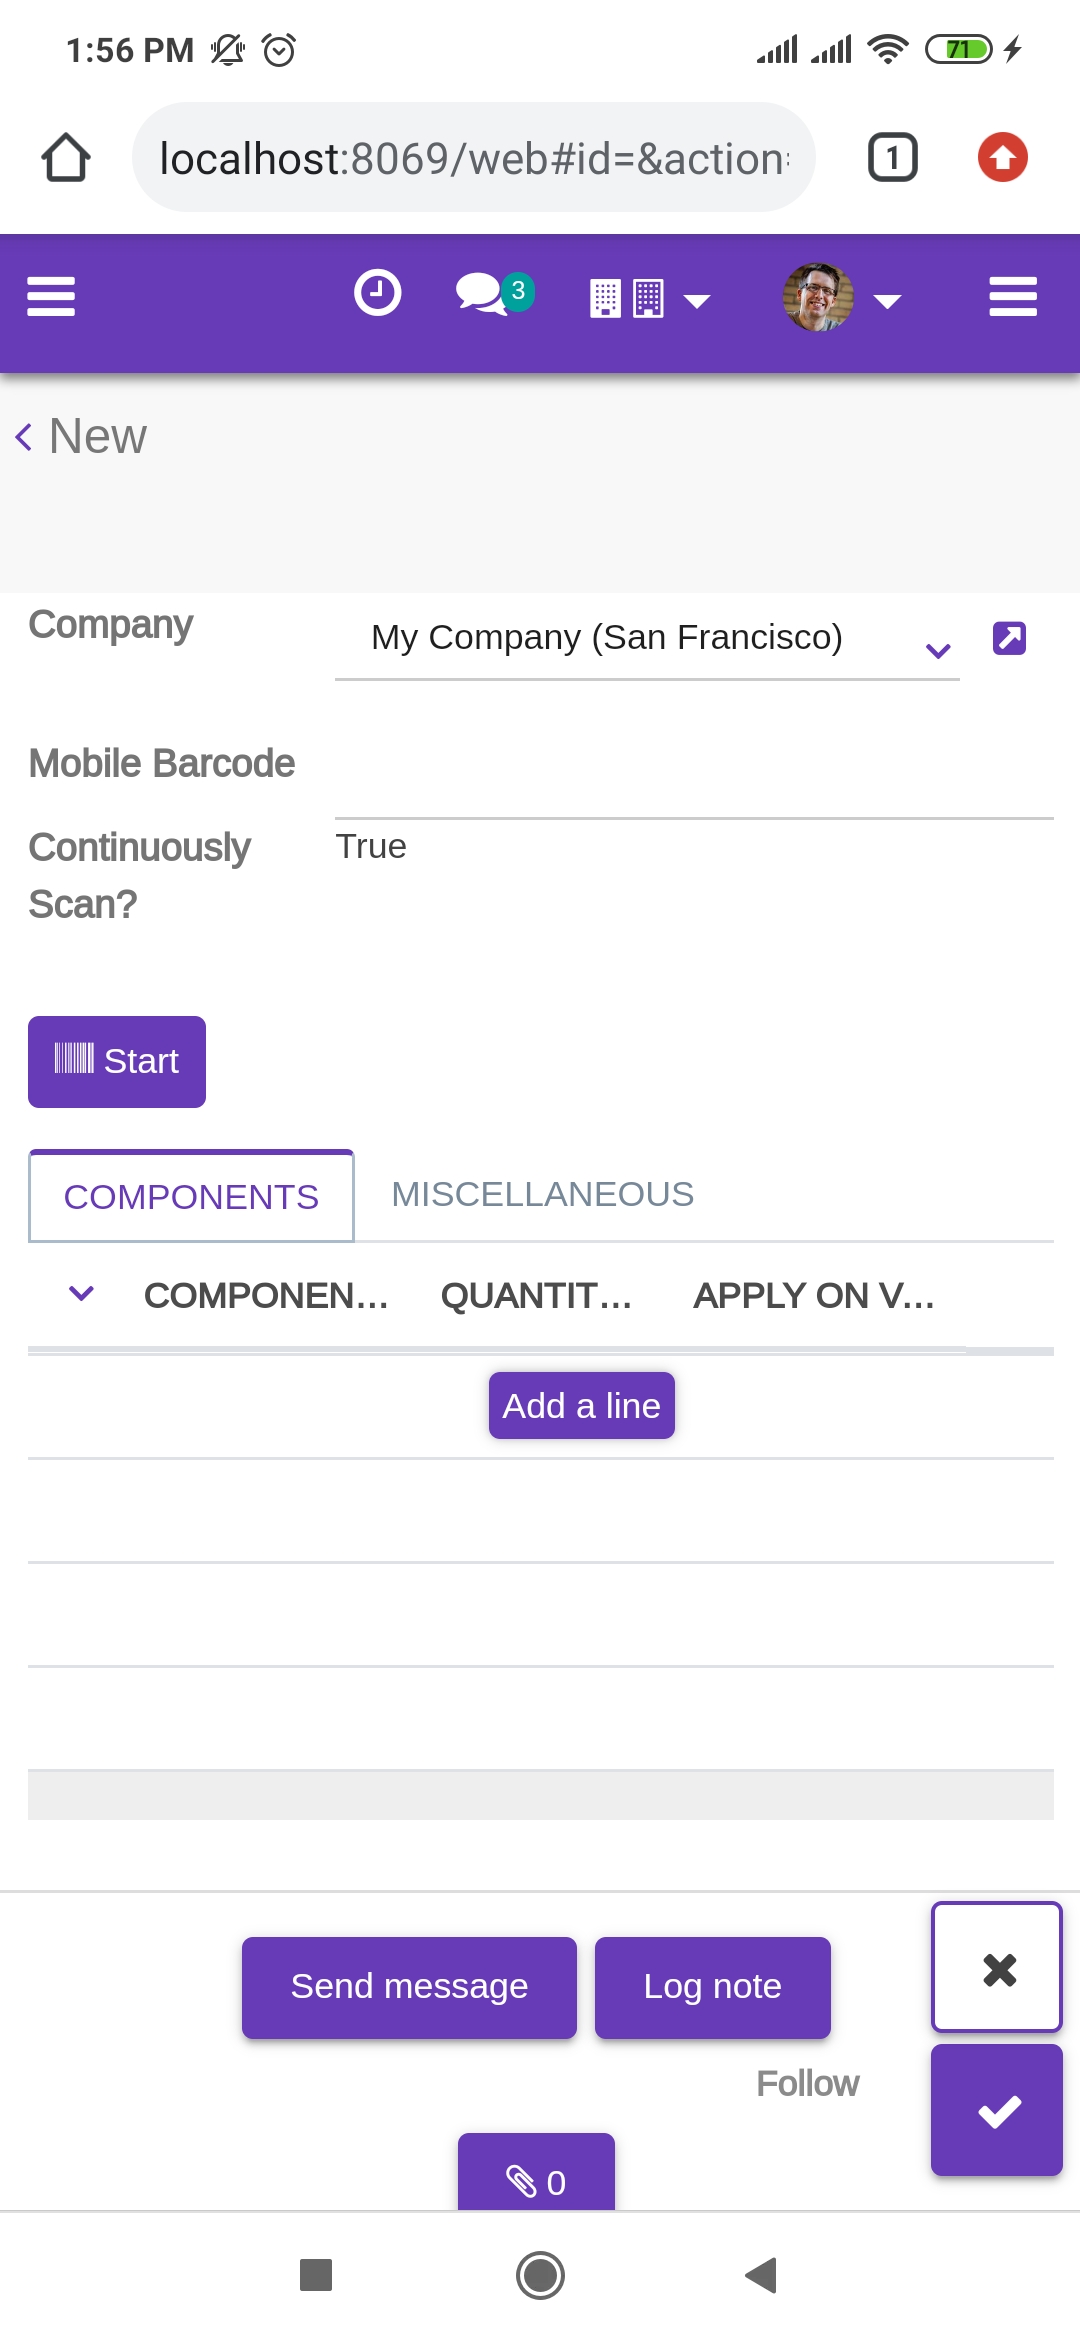 1:56 PM
71
localhost:8069/web#id=&action
1
3
New
Company
My Company (San Francisco)
Mobile Barcode
Continuously
Scan?
True
Start
COMPONENTS
MISCELLANEOUS
COMPONEN...
QUANTIT...
APPLY ON V...
Add a line
Send message
Log note
Follow
0